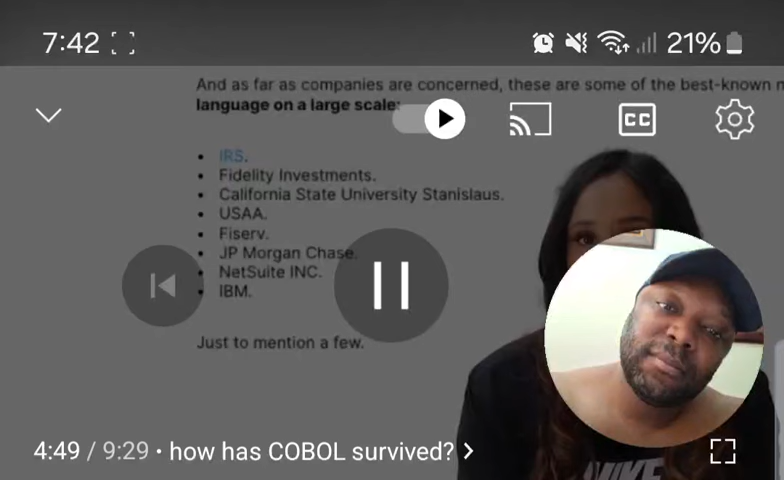 7:42
21%
And as far as companies are concerned, these are some of the best-known
language on a large scale:
CC
• IRS.
• Fidelity Investments.
• California State University Stanislaus.
• USAA.
• Fiserv.
• JP Morgan Chase.
• NetSuite INC.
• IBM.
Just to mention a few.
4:49 / 9:29 • how has COBOL survived? >
NIKE